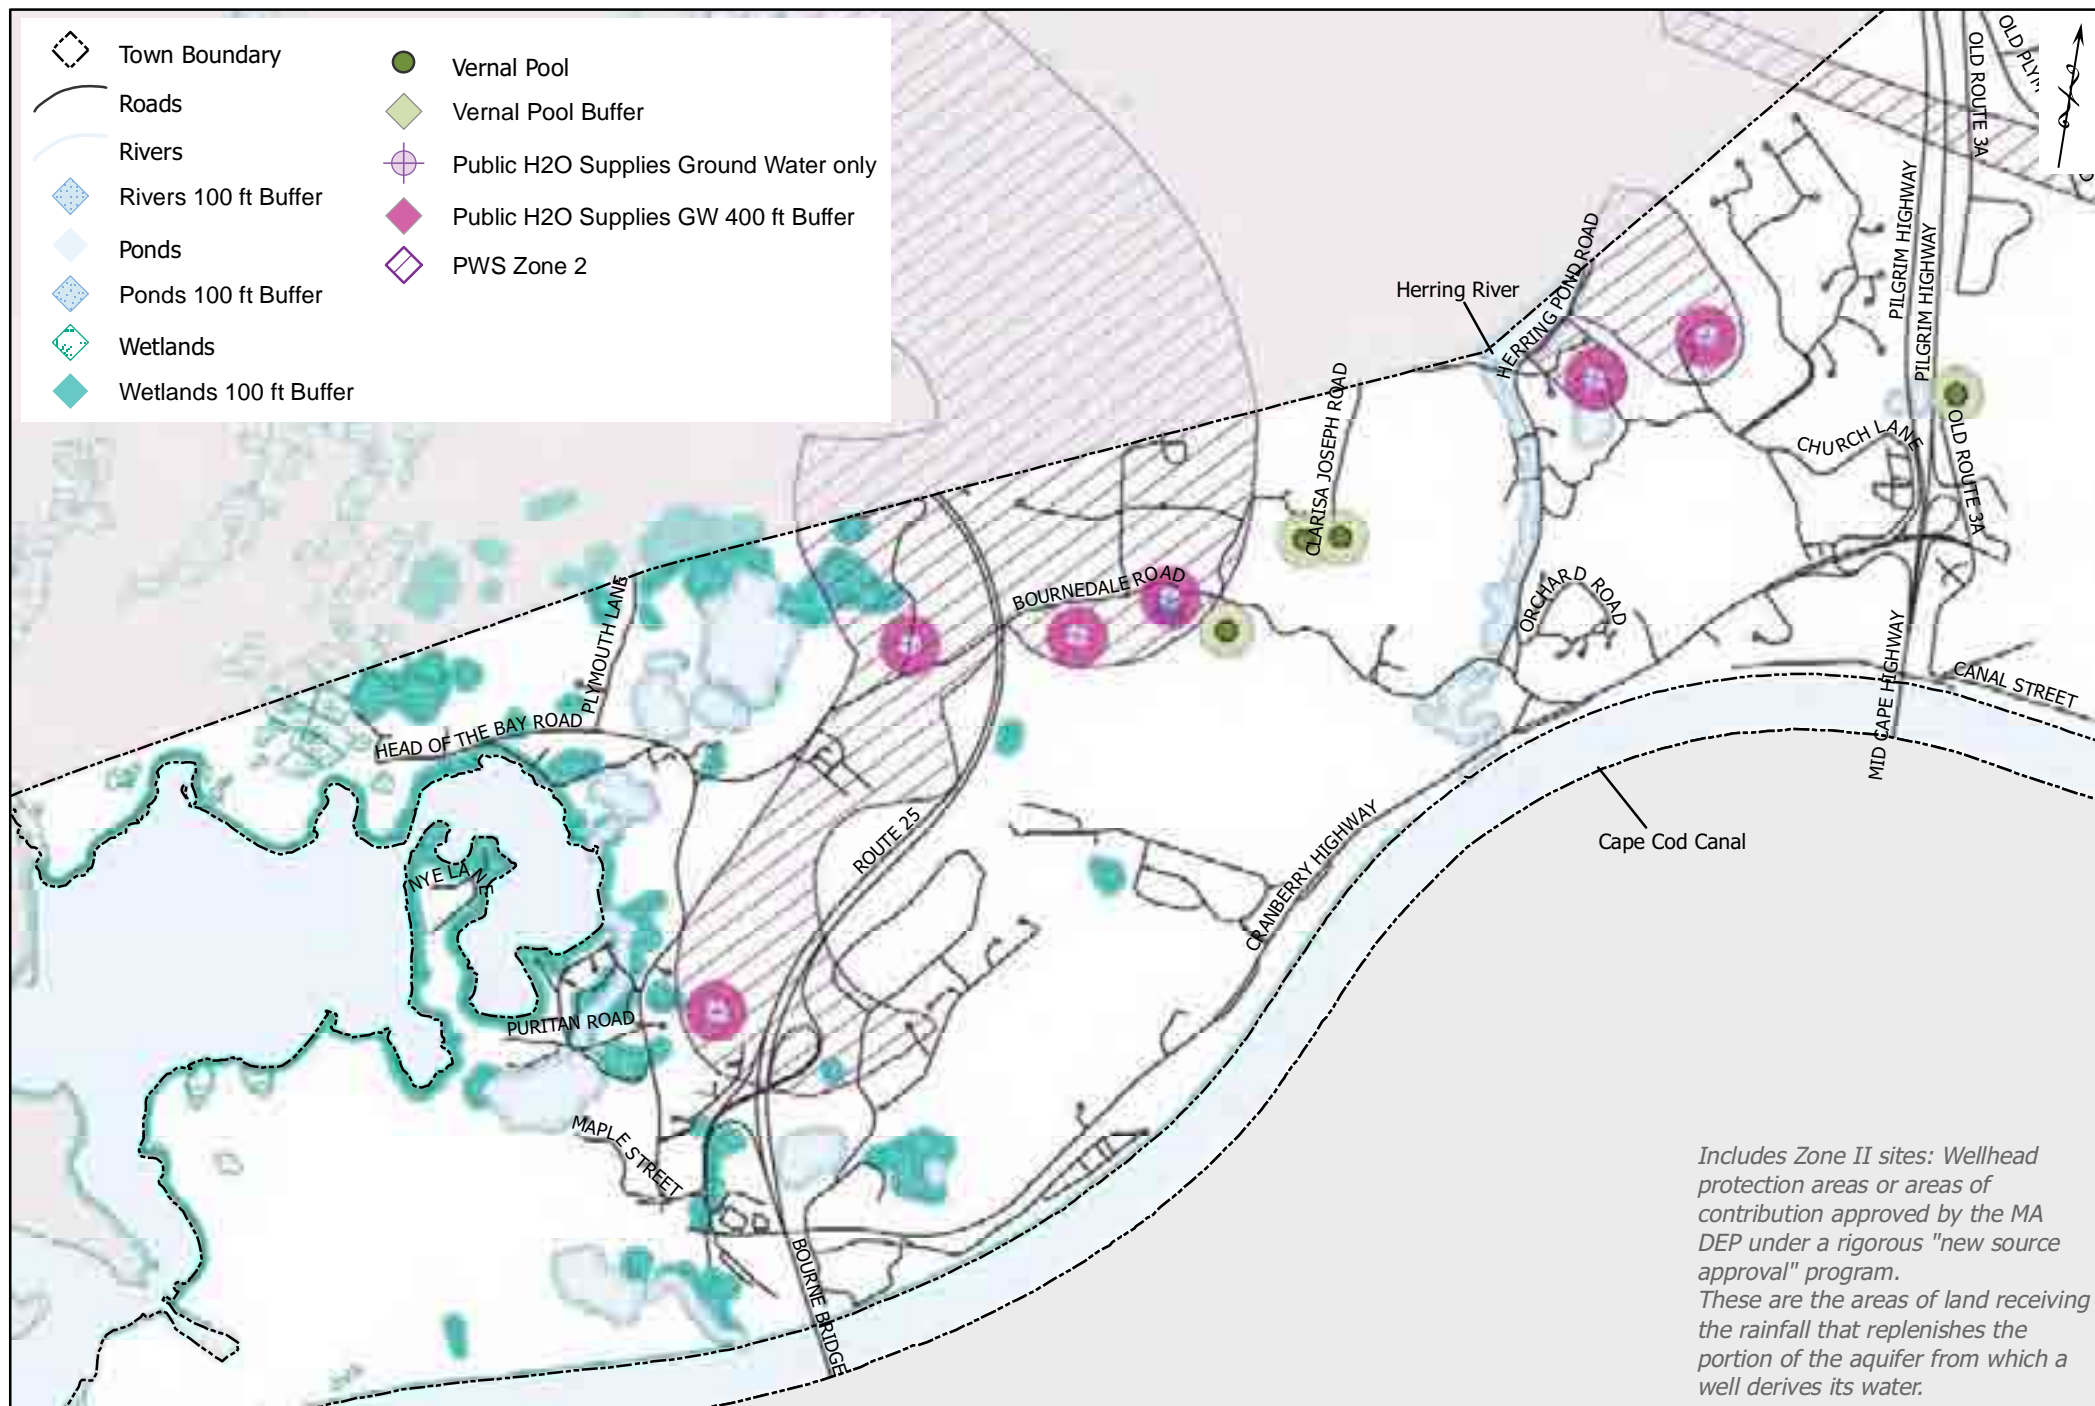 Town Boundary
Roads
Rivers
Rivers 100 ft Buffer
Ponds
Ponds 100 ft Buffer
Wetlands
Wetlands 100 ft Buffer
Vernal Pool
Vernal Pool Buffer
Public H2O Supplies Ground Water only
Public H2O Supplies GW 400 ft Buffer
PWS Zone 2
OLD ROUTE 3A
OLD PLYM
PILGRIM HIGHWAY
PILGRIM HIGHWAY
HERRING POND ROAD
Herring River
CLARISA JOSEPH ROAD
CHURCH LANE
OLD ROUTE 3A
BOURNEDALE ROAD
ORCHARD ROAD
PLYMOUTH LANE
HEAD OF THE BAY ROAD
CANAL STREET
MID CAPE HIGHWAY
ROUTE 25
CRANBERRY HIGHWAY
Cape Cod Canal
NYE LANE
PURITAN ROAD
MAPLE STREET
BOURNE BRIDGE
Includes Zone II sites: Wellhead
protection areas or areas of
contribution approved by the MA
DEP under a rigorous "new source
approval" program.
These are the areas of land receiving
the rainfall that replenishes the
portion of the aquifer from which a
well derives its water.